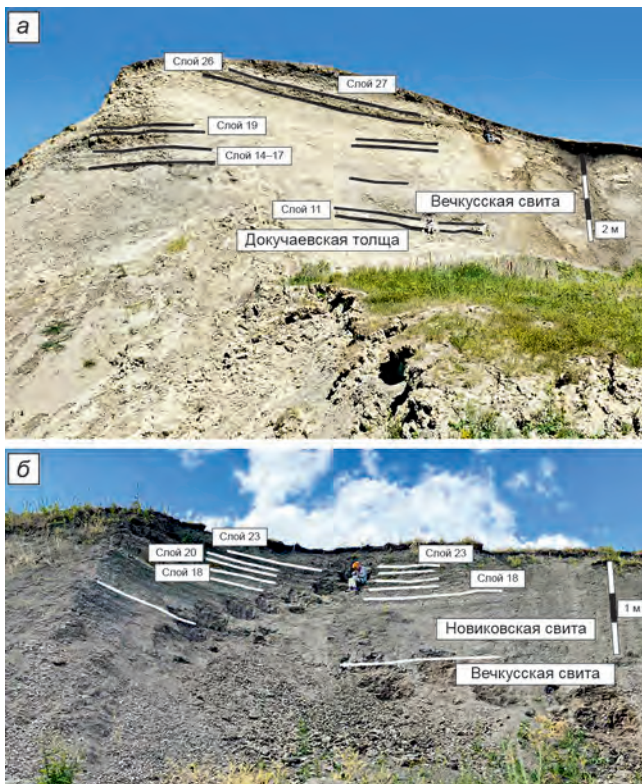 а
Слой 26
Слой 27
Слой 19
Слой 14–17
Вечкусская свита
Слой 11
Докучаевская толща
2 м
б
Слой 23
Слой 20
Слой 23
Слой 18
Слой 18
1 м
Новиковская свита
Вечкусская свита